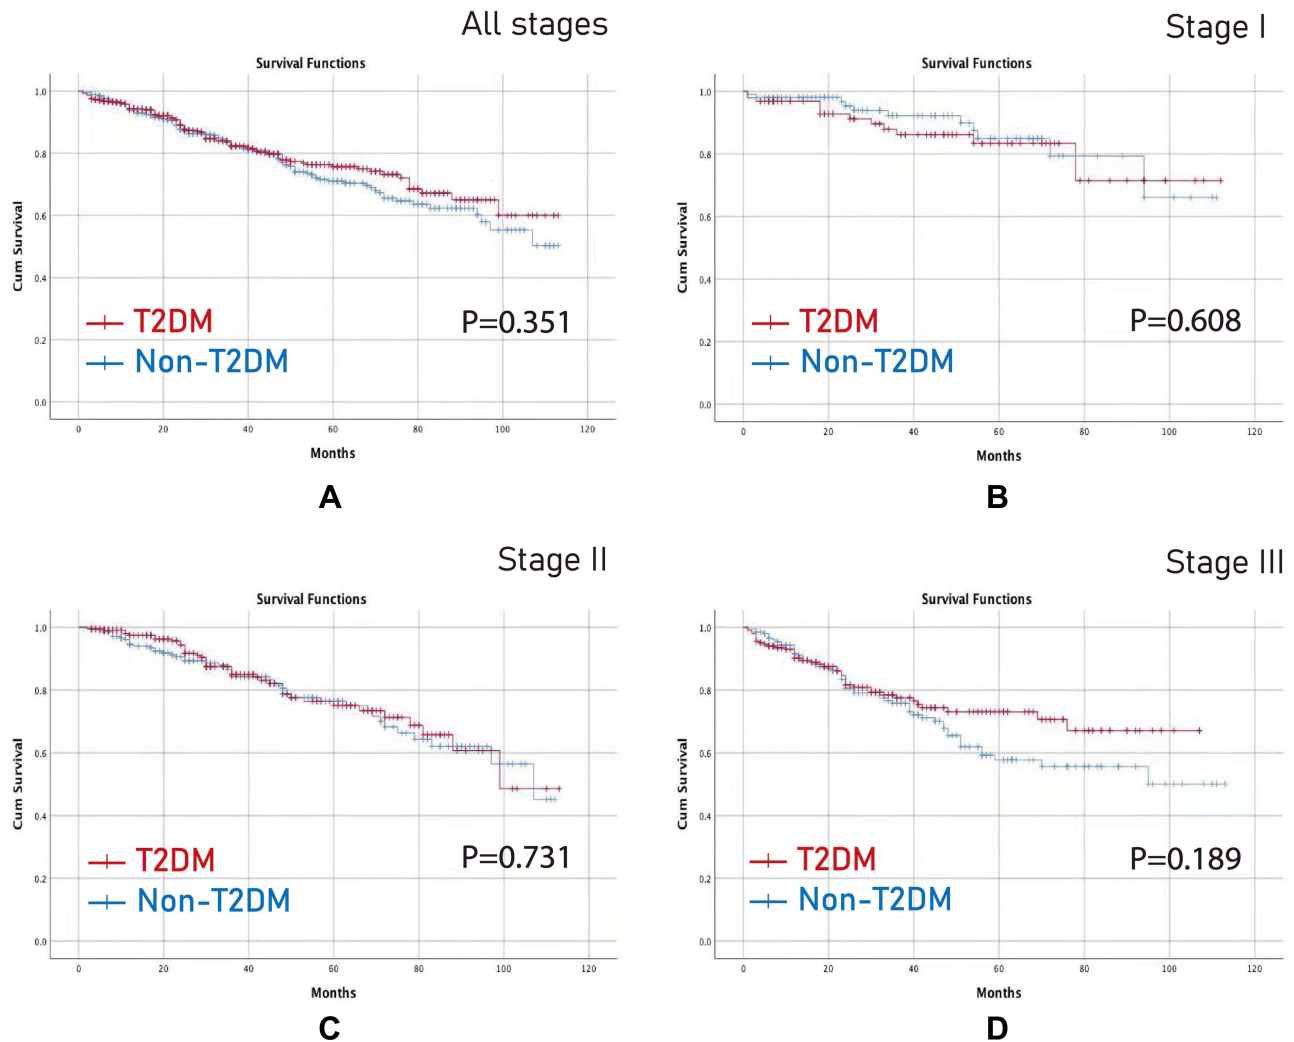 All stages
Survival Functions
1.0
0.8
0.6
0.4
0.2
0.0
Cum Survival
T2DM
Non-T2DM
P=0.351
0 20 40 60 80 100 120
Months
A
Stage I
Survival Functions
1.0
0.8
0.6
0.4
0.2
0.0
Cum Survival
T2DM
Non-T2DM
P=0.608
0 20 40 60 80 100 120
Months
B
Stage II
Survival Functions
1.0
0.8
0.6
0.4
0.2
0.0
Cum Survival
T2DM
Non-T2DM
P=0.731
0 20 40 60 80 100 120
Months
C
Stage III
Survival Functions
1.0
0.8
0.6
0.4
0.2
0.0
Cum Survival
T2DM
Non-T2DM
P=0.189
0 20 40 60 80 100 120
Months
D